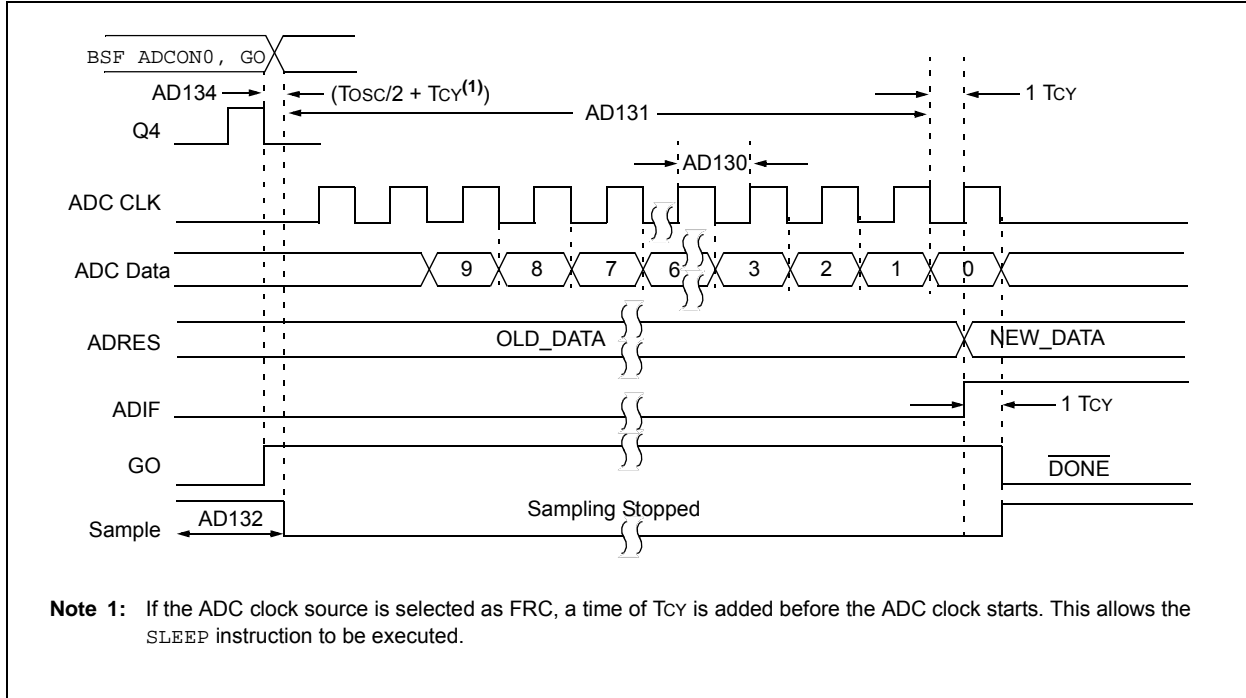 BSF ADCON0, GO
AD134
(TOSC/2 + TCY(1))
1 TCY
AD131
Q4
AD130
ADC CLK
ADC Data
9
8
7
6
3
2
1
0
ADRES
OLD_DATA
NEW_DATA
ADIF
1 TCY
GO
DONE
Sample
AD132
Sampling Stopped
Note 1: If the ADC clock source is selected as FRC, a time of TCY is added before the ADC clock starts. This allows the
SLEEP instruction to be executed.